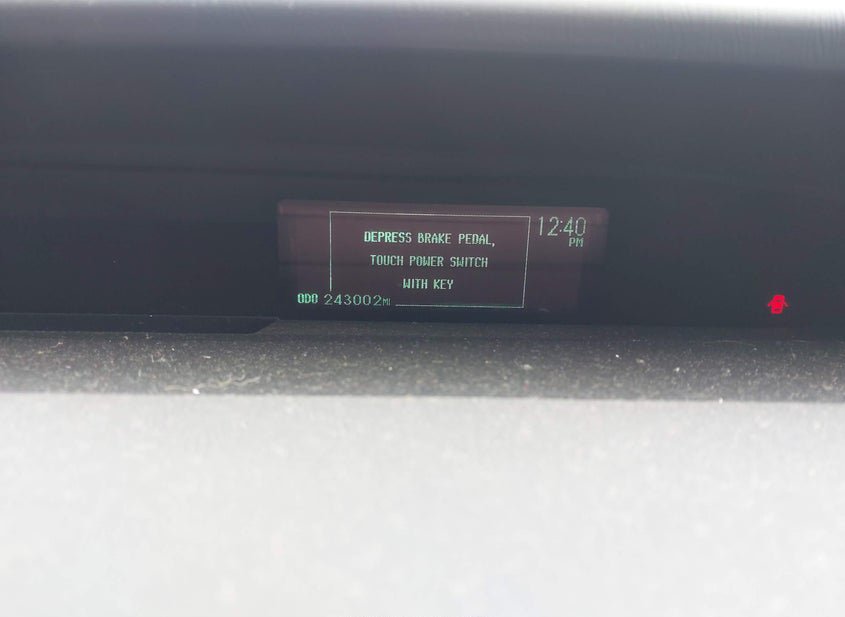 DEPRESS BRAKE PEDAL,
TOUCH POWER SWITCH
WITH KEY
12:40
PM
ODO 243002MI